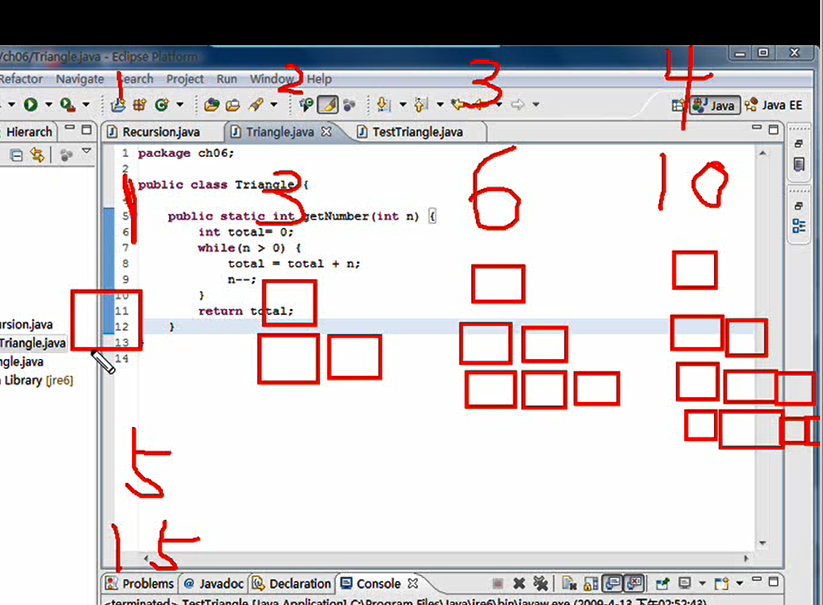 /ch06/Triangle.java - Eclipse Platform
Refactor Navigate Search Project Run Window Help
1 2 3 4
Java Java EE
Hierarch Recursion.java Triangle.java TestTriangle.java
1 package ch06;
2
public class Triangle {
1 3 6 10
5 public static int getNumber(int n) {
6 int total= 0;
7 while(n > 0) {
8 total = total + n;
9 n--;
10 }
11 return total;
12 }
13 }
14
ursion.java
Triangle.java
ngle.java
Library [jre6]
5
15
Problems @ Javadoc Declaration Console
<terminated> TestTriangle [Java Application] C:\Program Files\Java\jre6\bin\javaw.exe (2009-4-13 下午02:52:43)